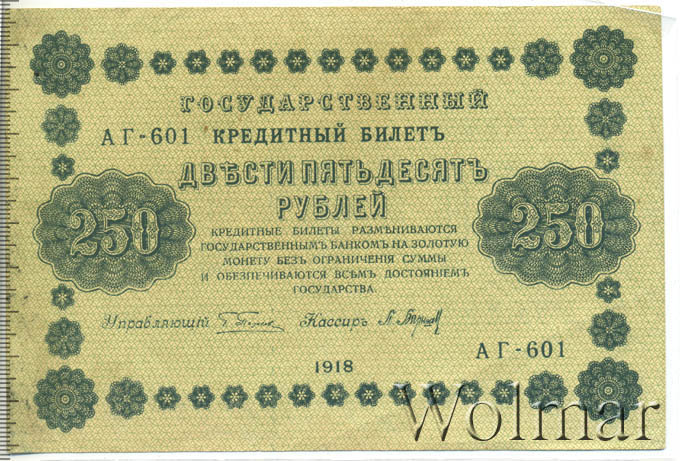 ГОСУДАРСТВЕННЫЙ
АГ-601 КРЕДИТНЫЙ БИЛЕТЪ
ДВѢСТИ ПЯТЬДЕСЯТЪ
РУБЛЕЙ
250 250
КРЕДИТНЫЕ БИЛЕТЫ РАЗМѢНИВАЮТСЯ
ГОСУДАРСТВЕННЫМЪ БАНКОМЪ НА ЗОЛОТУЮ
МОНЕТУ БЕЗЪ ОГРАНИЧЕНІЯ СУММЫ
И ОБЕЗПЕЧИВАЮТСЯ ВСѢМЪ ДОСТОЯНІЕМЪ
ГОСУДАРСТВА.
Управляющій Кассиръ
1918
АГ-601
Wolmar